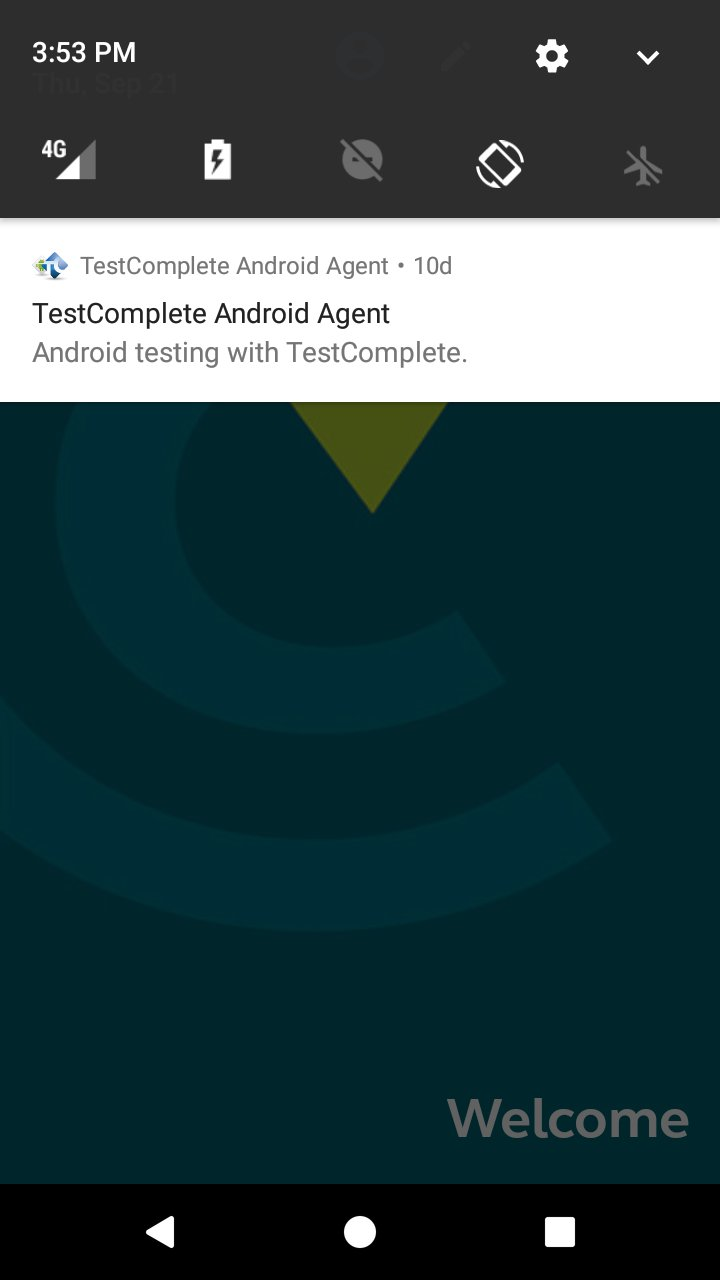 3:53 PM
Thu, Sep 21
4G
TestComplete Android Agent • 10d
TestComplete Android Agent
Android testing with TestComplete.
Welcome